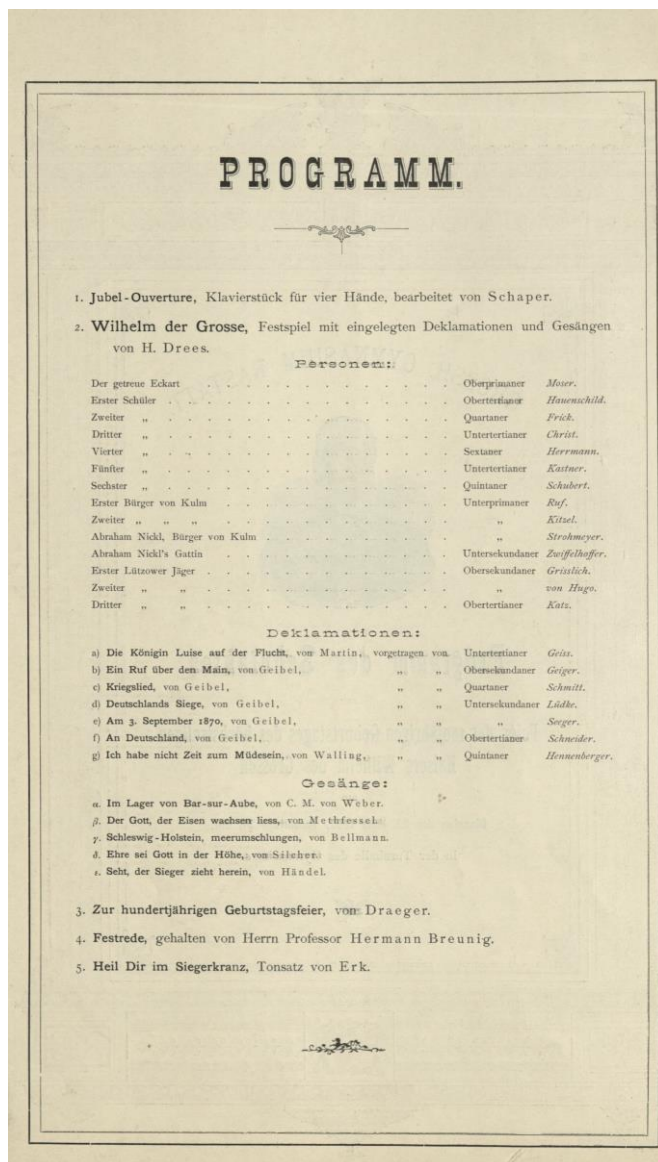 PROGRAMM.
1. Jubel-Ouverture, Klavierstück für vier Hände, bearbeitet von Schaper.
2. Wilhelm der Grosse, Festspiel mit eingelegten Deklamationen und Gesängen
von H. Drees.
Personen:
Der getreue Eckart . . . . . . . . . . Oberprimaner Moser.
Erster Schüler . . . . . . . . . . . Obertertianer Hauenschild.
Zweiter „ . . . . . . . . . . . Quartaner Frick.
Dritter „ . . . . . . . . . . . Untertertianer Christ.
Vierter „ . . . . . . . . . . . Sextaner Herrmann.
Fünfter „ . . . . . . . . . . . Untertertianer Kastner.
Sechster „ . . . . . . . . . . . Quintaner Schubert.
Erster Bürger von Kulm . . . . . . . . . Unterprimaner Ruf.
Zweiter „ „ „ . . . . . . . . . „ Kitzel.
Abraham Nickl, Bürger von Kulm . . . . . . . . „ Strohmeyer.
Abraham Nickl's Gattin . . . . . . . . . . Untersekundaner Zwiffelhoffer.
Erster Lützower Jäger . . . . . . . . . . Obersekundaner Grisslich.
Zweiter „ „ . . . . . . . . . . „ von Hugo.
Dritter „ „ . . . . . . . . . . Obertertianer Katz.
Deklamationen:
a) Die Königin Luise auf der Flucht, von Martin, vorgetragen von Untertertianer Geiss.
b) Ein Ruf über den Main, von Geibel, „ „ Obersekundaner Geiger.
c) Kriegslied, von Geibel, „ „ Quartaner Schmitt.
d) Deutschlands Siege, von Geibel, „ „ Untersekundaner Lüdke.
e) Am 3. September 1870, von Geibel, „ „ „ Seeger.
f) An Deutschland, von Geibel, „ „ Obertertianer Schneider.
g) Ich habe nicht Zeit zum Müdesein, von Walling, „ „ Quintaner Hennenberger.
Gesänge:
α. Im Lager von Bar-sur-Aube, von C. M. von Weber.
β. Der Gott, der Eisen wachsen liess, von Methfessel.
γ. Schleswig-Holstein, meerumschlungen, von Bellmann.
δ. Ehre sei Gott in der Höhe, von Silcher.
ε. Seht, der Sieger zieht herein, von Händel.
3. Zur hundertjährigen Geburtstagsfeier, von Draeger.
4. Festrede, gehalten von Herrn Professor Hermann Breunig.
5. Heil Dir im Siegerkranz, Tonsatz von Erk.